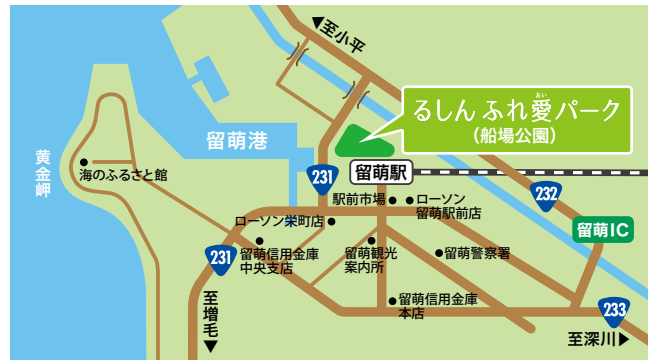 至小平
あい
るしん ふれ愛パーク
（船場公園）
留萌港
黄金岬
海のふるさと館
留萌駅
231
232
駅前市場
ローソン
留萌駅前店
ローソン栄町店
留萌IC
231
留萌信用金庫
中央支店
留萌観光
案内所
留萌警察署
至増毛
留萌信用金庫
本店
233
至深川